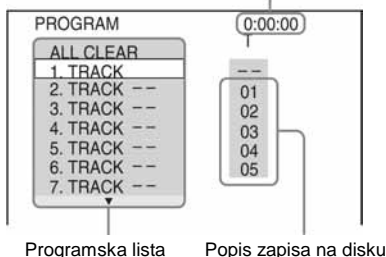 PROGRAM 0:00:00
ALL CLEAR
1. TRACK --
2. TRACK -- 01
3. TRACK -- 02
4. TRACK -- 03
5. TRACK -- 04
6. TRACK -- 05
7. TRACK --
Programska lista Popis zapisa na disku